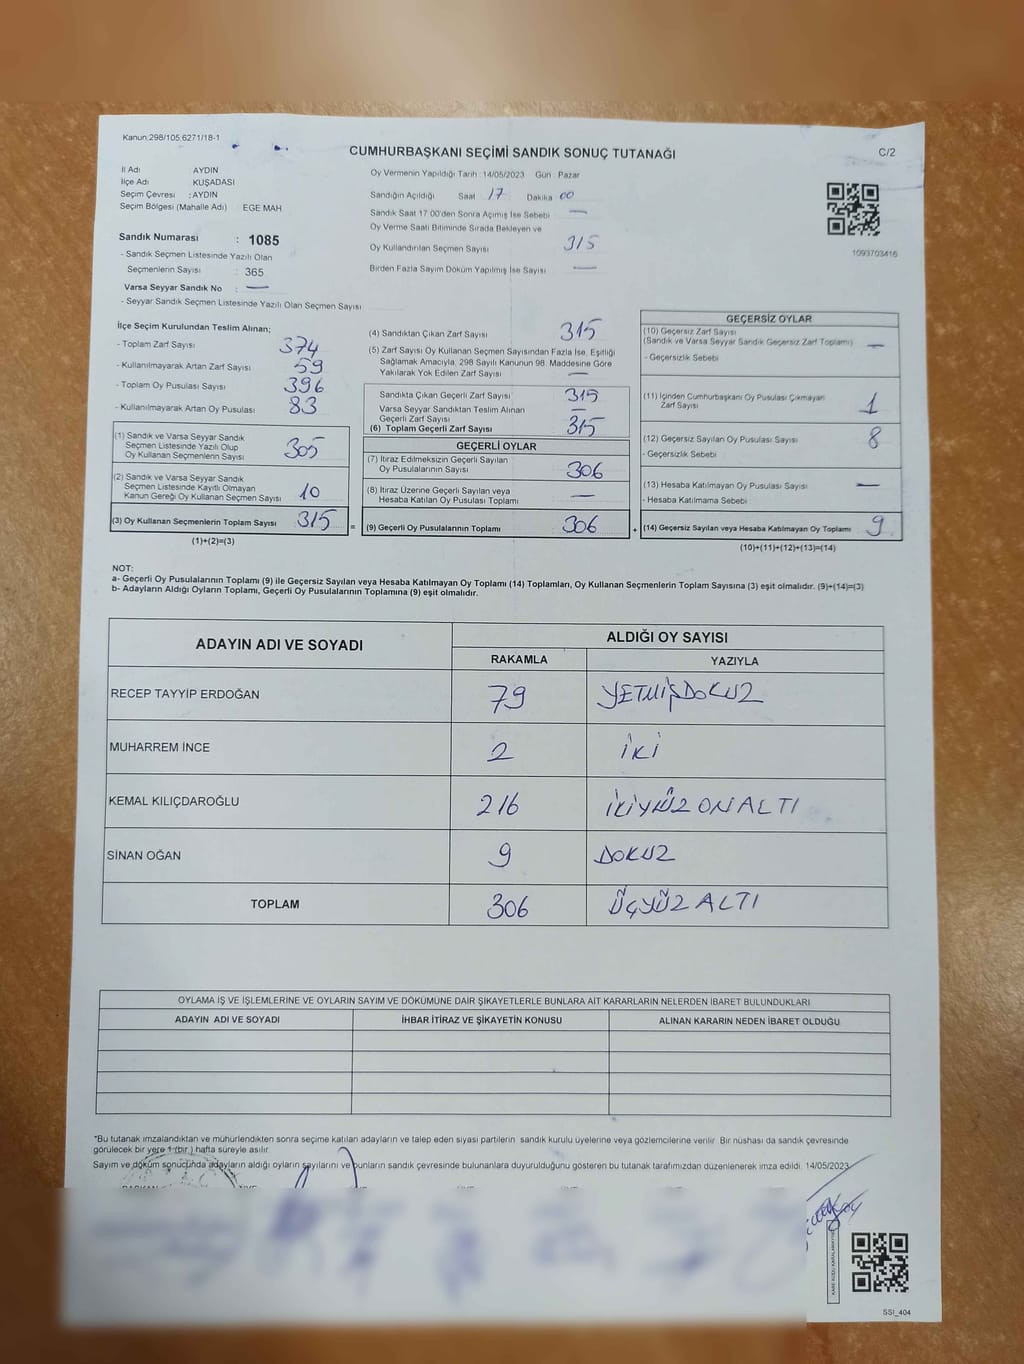 Kanun:298/105 6271/18-1
CUMHURBAŞKANI SEÇİMİ SANDIK SONUÇ TUTANAĞI
C/2
İl Adı AYDIN
İlçe Adı KUŞADASI
Seçim Çevresi : AYDIN
Seçim Bölgesi (Mahalle Adı) EGE MAH.
Sandık Numarası : 1085
- Sandık Seçmen Listesinde Yazılı Olan
Seçmenlerin Sayısı : 365
Varsa Seyyar Sandık No : —
- Seyyar Sandık Seçmen Listesinde Yazılı Olan Seçmen Sayısı
Oy Vermenin Yapıldığı Tarih :14/05/2023 Gün : Pazar
Sandığın Açıldığı Saat 17 Dakika 00
Sandık Saat 17:00'den Sonra Açılmış İse Sebebi —
Oy Verme Saati Bitiminde Sırada Bekleyen ve
Oy Kullandırılan Seçmen Sayısı 315
Birden Fazla Sayım Döküm Yapılmış İse Sayısı —
1093703416
İlçe Seçim Kurulundan Teslim Alınan;
- Toplam Zarf Sayısı 374
- Kullanılmayarak Artan Zarf Sayısı 59
- Toplam Oy Pusulası Sayısı 396
- Kullanılmayarak Artan Oy Pusulası 83
(1) Sandık ve Varsa Seyyar Sandık
Seçmen Listesinde Yazılı Olup
Oy Kullanan Seçmenlerin Sayısı 305
(2) Sandık ve Varsa Seyyar Sandık
Seçmen Listesinde Kayıtlı Olmayan
Kanun Gereği Oy Kullanan Seçmen Sayısı 10
(3) Oy Kullanan Seçmenlerin Toplam Sayısı 315 =
(1)+(2)=(3)
(4) Sandıktan Çıkan Zarf Sayısı 315
(5) Zarf Sayısı Oy Kullanan Seçmen Sayısından Fazla İse, Eşitliği
Sağlamak Amacıyla, 298 Sayılı Kanunun 98. Maddesine Göre
Yakılarak Yok Edilen Zarf Sayısı —
Sandıkta Çıkan Geçerli Zarf Sayısı 315
Varsa Seyyar Sandıktan Teslim Alınan
Geçerli Zarf Sayısı —
(6) Toplam Geçerli Zarf Sayısı 315
GEÇERLİ OYLAR
(7) İtiraz Edilmeksizin Geçerli Sayılan
Oy Pusulalarının Sayısı 306
(8) İtiraz Üzerine Geçerli Sayılan veya
Hesaba Katılan Oy Pusulası Toplamı —
(9) Geçerli Oy Pusulalarının Toplamı 306 +
GEÇERSİZ OYLAR
(10) Geçersiz Zarf Sayısı
(Sandık ve Varsa Seyyar Sandık Geçersiz Zarf Toplamı) —
- Geçersizlik Sebebi
(11) İçinden Cumhurbaşkanı Oy Pusulası Çıkmayan
Zarf Sayısı 1
(12) Geçersiz Sayılan Oy Pusulası Sayısı 8
- Geçersizlik Sebebi
(13) Hesaba Katılmayan Oy Pusulası Sayısı —
- Hesaba Katılmama Sebebi
(14) Geçersiz Sayılan veya Hesaba Katılmayan Oy Toplamı 9
(10)+(11)+(12)+(13)=(14)
NOT:
a- Geçerli Oy Pusulalarının Toplamı (9) ile Geçersiz Sayılan veya Hesaba Katılmayan Oy Toplamı (14) Toplamları, Oy Kullanan Seçmenlerin Toplam Sayısına (3) eşit olmalıdır. (9)+(14)=(3)
b- Adayların Aldığı Oyların Toplamı, Geçerli Oy Pusulalarının Toplamına (9) eşit olmalıdır.
ADAYIN ADI VE SOYADI
ALDIĞI OY SAYISI
RAKAMLA YAZIYLA
RECEP TAYYİP ERDOĞAN 79 YETMİŞDOKUZ
MUHARREM İNCE 2 İKİ
KEMAL KILIÇDAROĞLU 216 İKİYÜZ ONALTI
SİNAN OĞAN 9 DOKUZ
TOPLAM 306 ÜÇYÜZ ALTI
OYLAMA İŞ VE İŞLEMLERİNE VE OYLARIN SAYIM VE DÖKÜMÜNE DAİR ŞİKAYETLERLE BUNLARA AİT KARARLARIN NELERDEN İBARET BULUNDUKLARI
ADAYIN ADI VE SOYADI İHBAR İTİRAZ VE ŞİKAYETİN KONUSU ALINAN KARARIN NEDEN İBARET OLDUĞU
*Bu tutanak imzalandıktan ve mühürlendikten sonra seçime katılan adayların ve talep eden siyasi partilerin sandık kurulu üyelerine veya gözlemcilerine verilir. Bir nüshası da sandık çevresinde
görülecek bir yere 1 (bir ) hafta süreyle asılır.
Sayım ve döküm sonucunda adayların aldığı oyların sayılarını ve bunların sandık çevresinde bulunanlara duyurulduğunu gösteren bu tutanak tarafımızdan düzenlenerek imza edildi. 14/05/2023
SSI_404